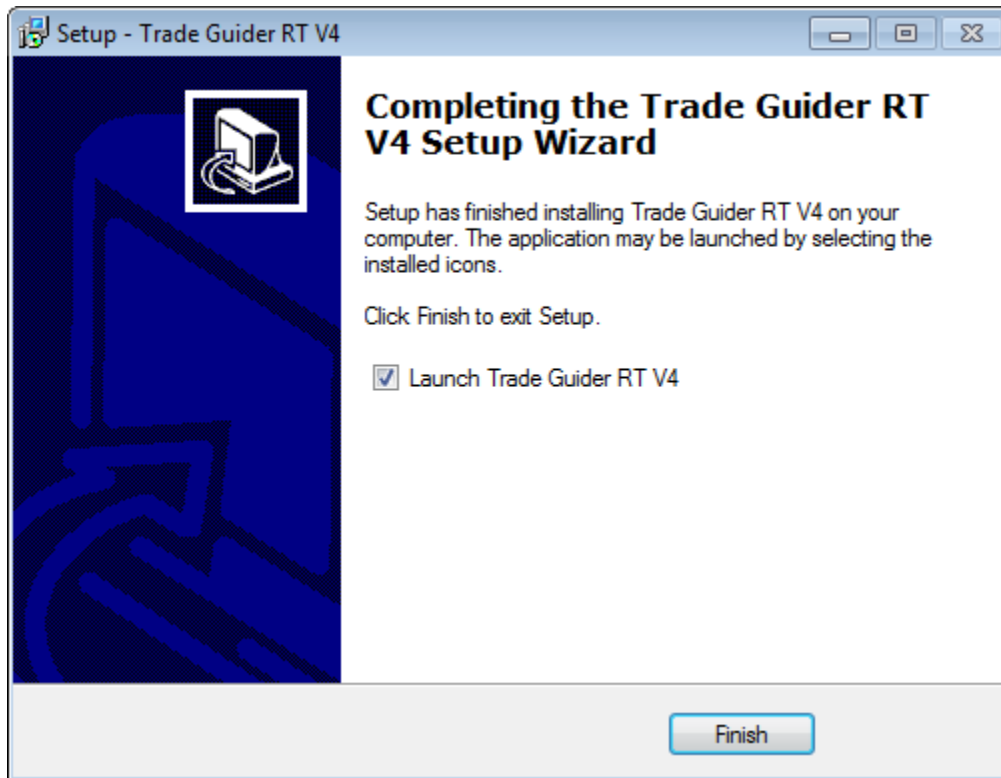 Setup - Trade Guider RT V4
Completing the Trade Guider RT
V4 Setup Wizard
Setup has finished installing Trade Guider RT V4 on your
computer. The application may be launched by selecting the
installed icons.
Click Finish to exit Setup.
Launch Trade Guider RT V4
Finish